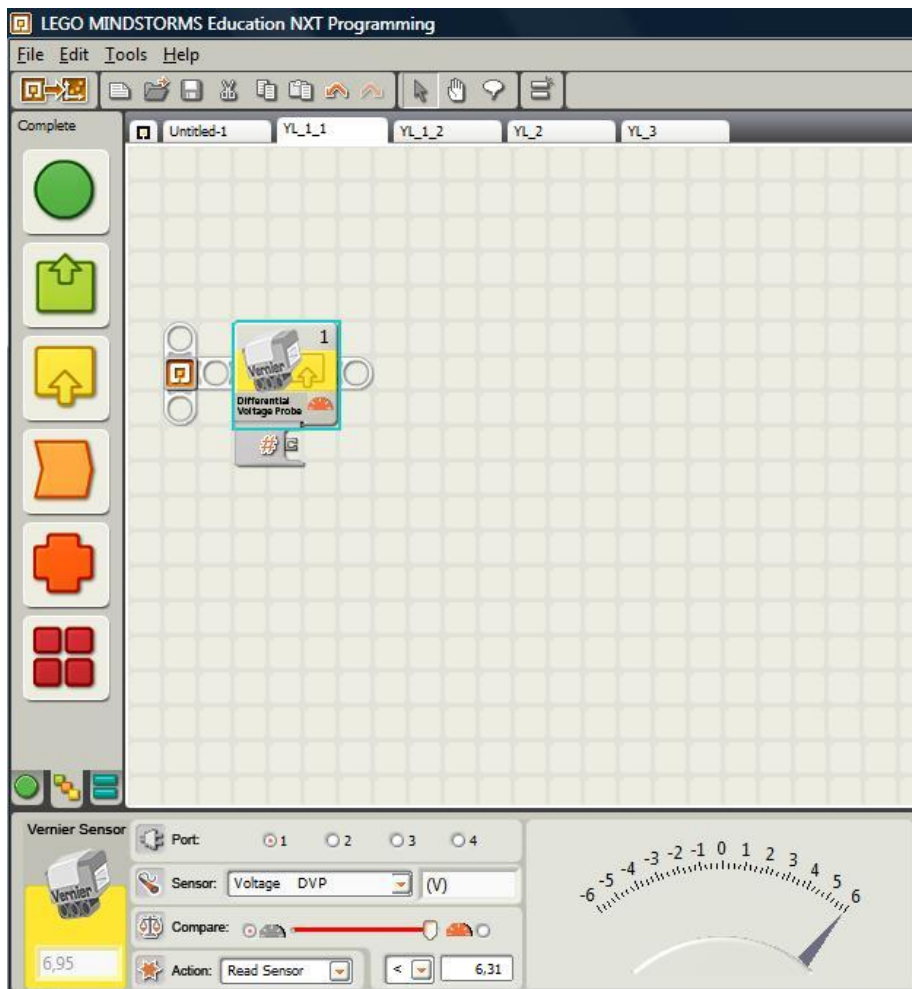 LEGO MINDSTORMS Education NXT Programming
File Edit Tools Help
Complete
Untitled-1 YL_1_1 YL_1_2 YL_2 YL_3
1
Vernier
Differential
Voltage Probe
#
Vernier Sensor
Vernier
6,95
Port: 1 2 3 4
Sensor: Voltage DVP (V)
Compare:
Action: Read Sensor < 6,31
-6 -5 -4 -3 -2 -1 0 1 2 3 4 5 6